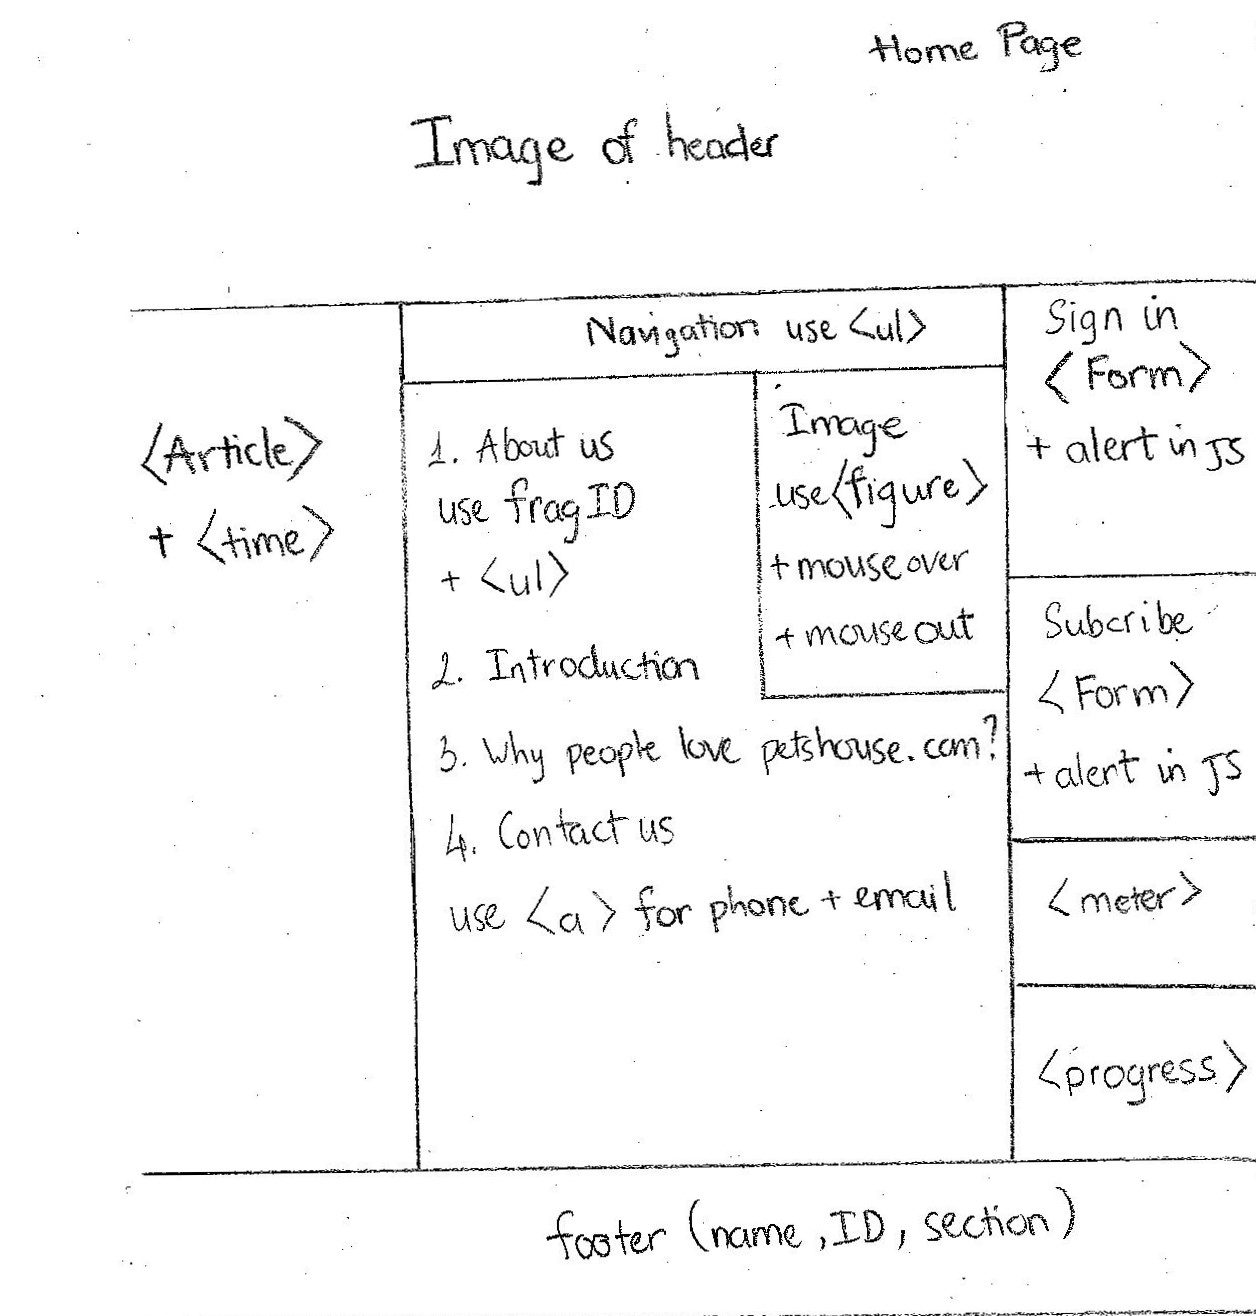 Home Page
Image of header
<Article>
+ <time>
Navigation use <ul>
1. About us
use frag ID
+ <ul>
2. Introduction
3. Why people love petshouse.com?
4. Contact us
use <a> for phone + email
Image
use <figure>
+ mouse over
+ mouse out
Sign in
<Form>
+ alert in JS
Subcribe
<Form>
+ alert in JS
<meter>
<progress>
footer (name, ID, section)